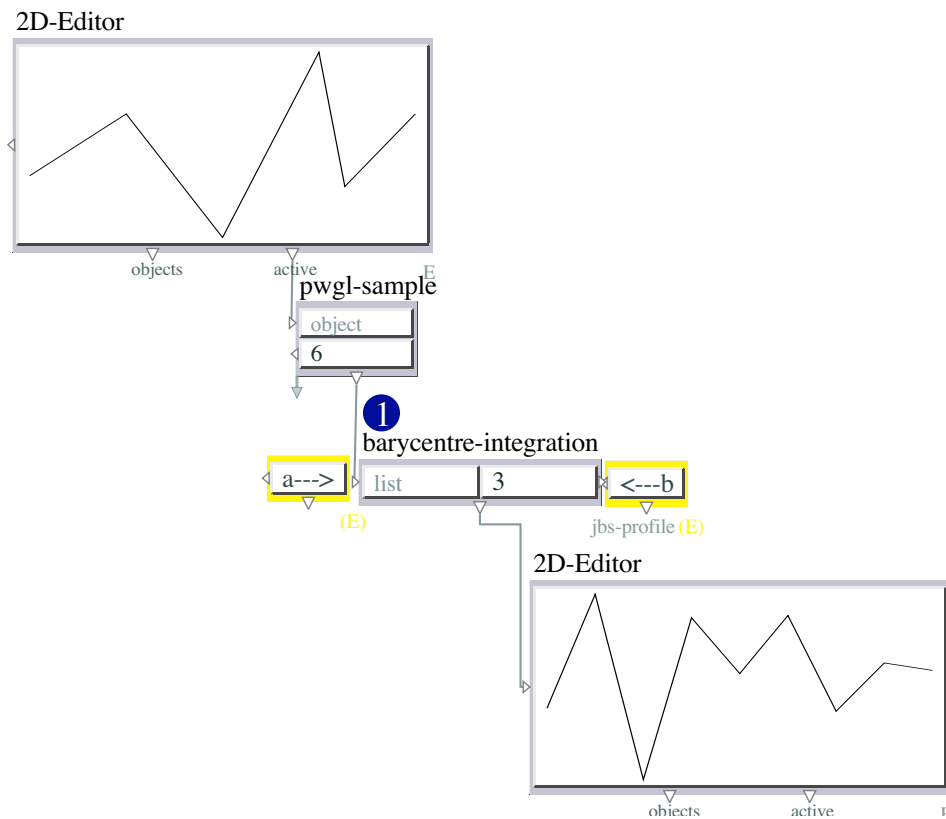 2D-Editor
objects
active
E
pwgl-sample
object
6
1
barycentre-integration
a--->
list
3
<---b
(E)
jbs-profile (E)
2D-Editor
objects
active